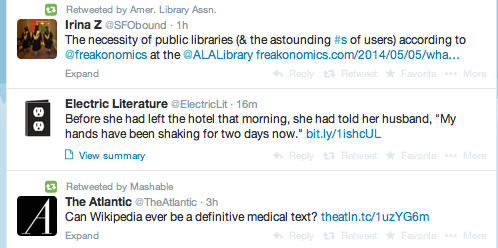 Retweeted by Amer. Library Assn.
Irina Z @SFObound · 1h
The necessity of public libraries (& the astounding #s of users) according to
@freakonomics at the @ALALibrary freakonomics.com/2014/05/05/wha…
Expand Reply Retweet Favorite More
Electric Literature @ElectricLit · 16m
Before she had left the hotel that morning, she had told her husband, "My
hands have been shaking for two days now." bit.ly/1ishcUL
View summary Reply Retweet Favorite More
Retweeted by Mashable
The Atlantic @TheAtlantic · 3h
A Can Wikipedia ever be a definitive medical text? theatln.tc/1uzYG6m
Expand Reply Retweet Favorite More